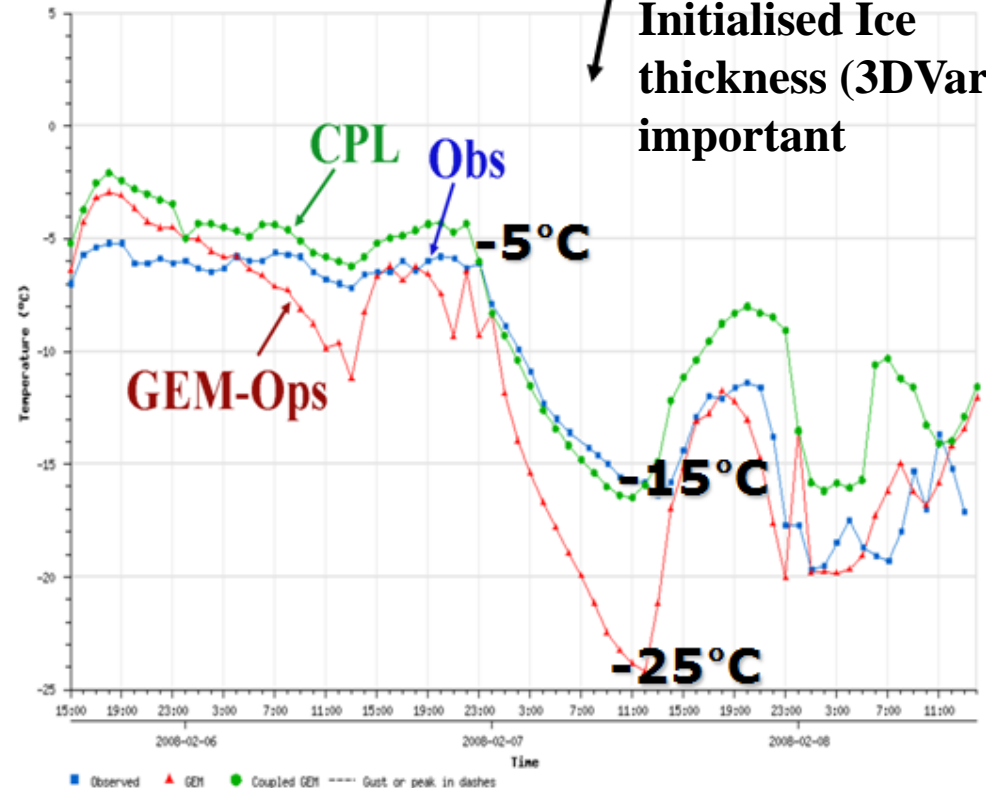 Initialised Ice
thickness (3DVar
important
5
0
-5
-10
-15
-20
-25
Temperature (°C)
CPL
Obs
GEM-Ops
-5°C
-15°C
-25°C
15:00 19:00 23:00 3:00 7:00 11:00 15:00 19:00 23:00 3:00 7:00 11:00 15:00 19:00 23:00 3:00 7:00 11:00
2008-02-06 2008-02-07 2008-02-08
Time
Observed GEM Coupled GEM Gust or peak in dashes